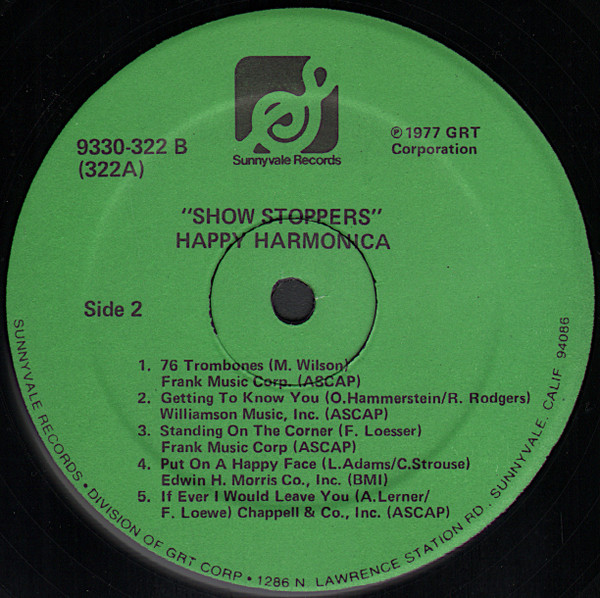 Sunnyvale Records
9330-322 B
(322A)
℗ 1977 GRT
Corporation
"SHOW STOPPERS"
HAPPY HARMONICA
Side 2
1. 76 Trombones (M. Wilson)
Frank Music Corp. (ASCAP)
2. Getting To Know You (O.Hammerstein/R. Rodgers)
Williamson Music, Inc. (ASCAP)
3. Standing On The Corner (F. Loesser)
Frank Music Corp (ASCAP)
4. Put On A Happy Face (L.Adams/C.Strouse)
Edwin H. Morris Co., Inc. (BMI)
5. If Ever I Would Leave You (A.Lerner/
F. Loewe) Chappell & Co., Inc. (ASCAP)
SUNNYVALE RECORDS • DIVISION OF GRT CORP • 1286 N. LAWRENCE STATION RD., SUNNYVALE, CALIF 94086